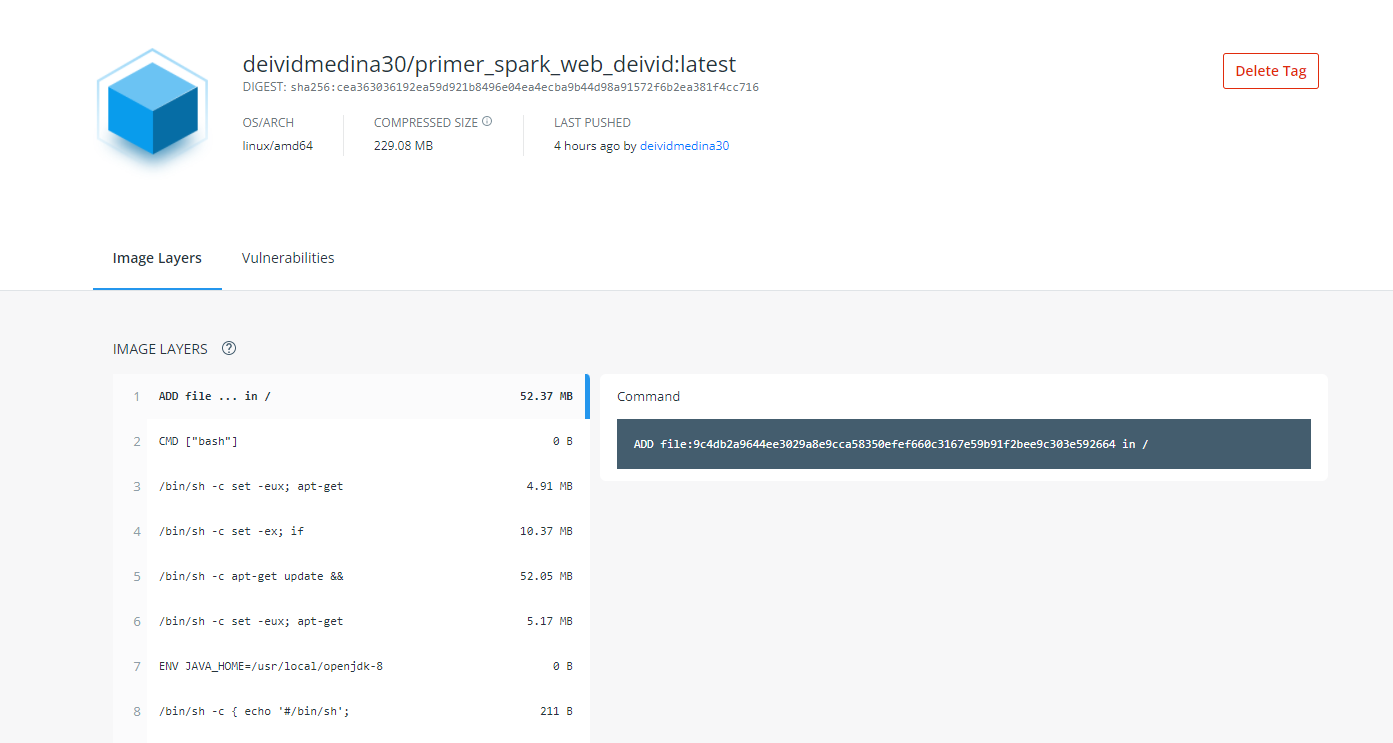 deividmedina30/primer_spark_web_deivid:latest
Delete Tag
DIGEST: sha256:cea363036192ea59d921b8496e04ea4ecba9b44d98a91572f6b2ea381f4cc716
OS/ARCH
linux/amd64
COMPRESSED SIZE
229.08 MB
LAST PUSHED
4 hours ago by deividmedina30
Image Layers
Vulnerabilities
IMAGE LAYERS
1 ADD file ... in / 52.37 MB
2 CMD ["bash"] 0 B
3 /bin/sh -c set -eux; apt-get 4.91 MB
4 /bin/sh -c set -ex; if 10.37 MB
5 /bin/sh -c apt-get update && 52.05 MB
6 /bin/sh -c set -eux; apt-get 5.17 MB
7 ENV JAVA_HOME=/usr/local/openjdk-8 0 B
8 /bin/sh -c { echo '#/bin/sh'; 211 B
Command
ADD file:9c4db2a9644ee3029a8e9cca58350efef660c3167e59b91f2bee9c303e592664 in /